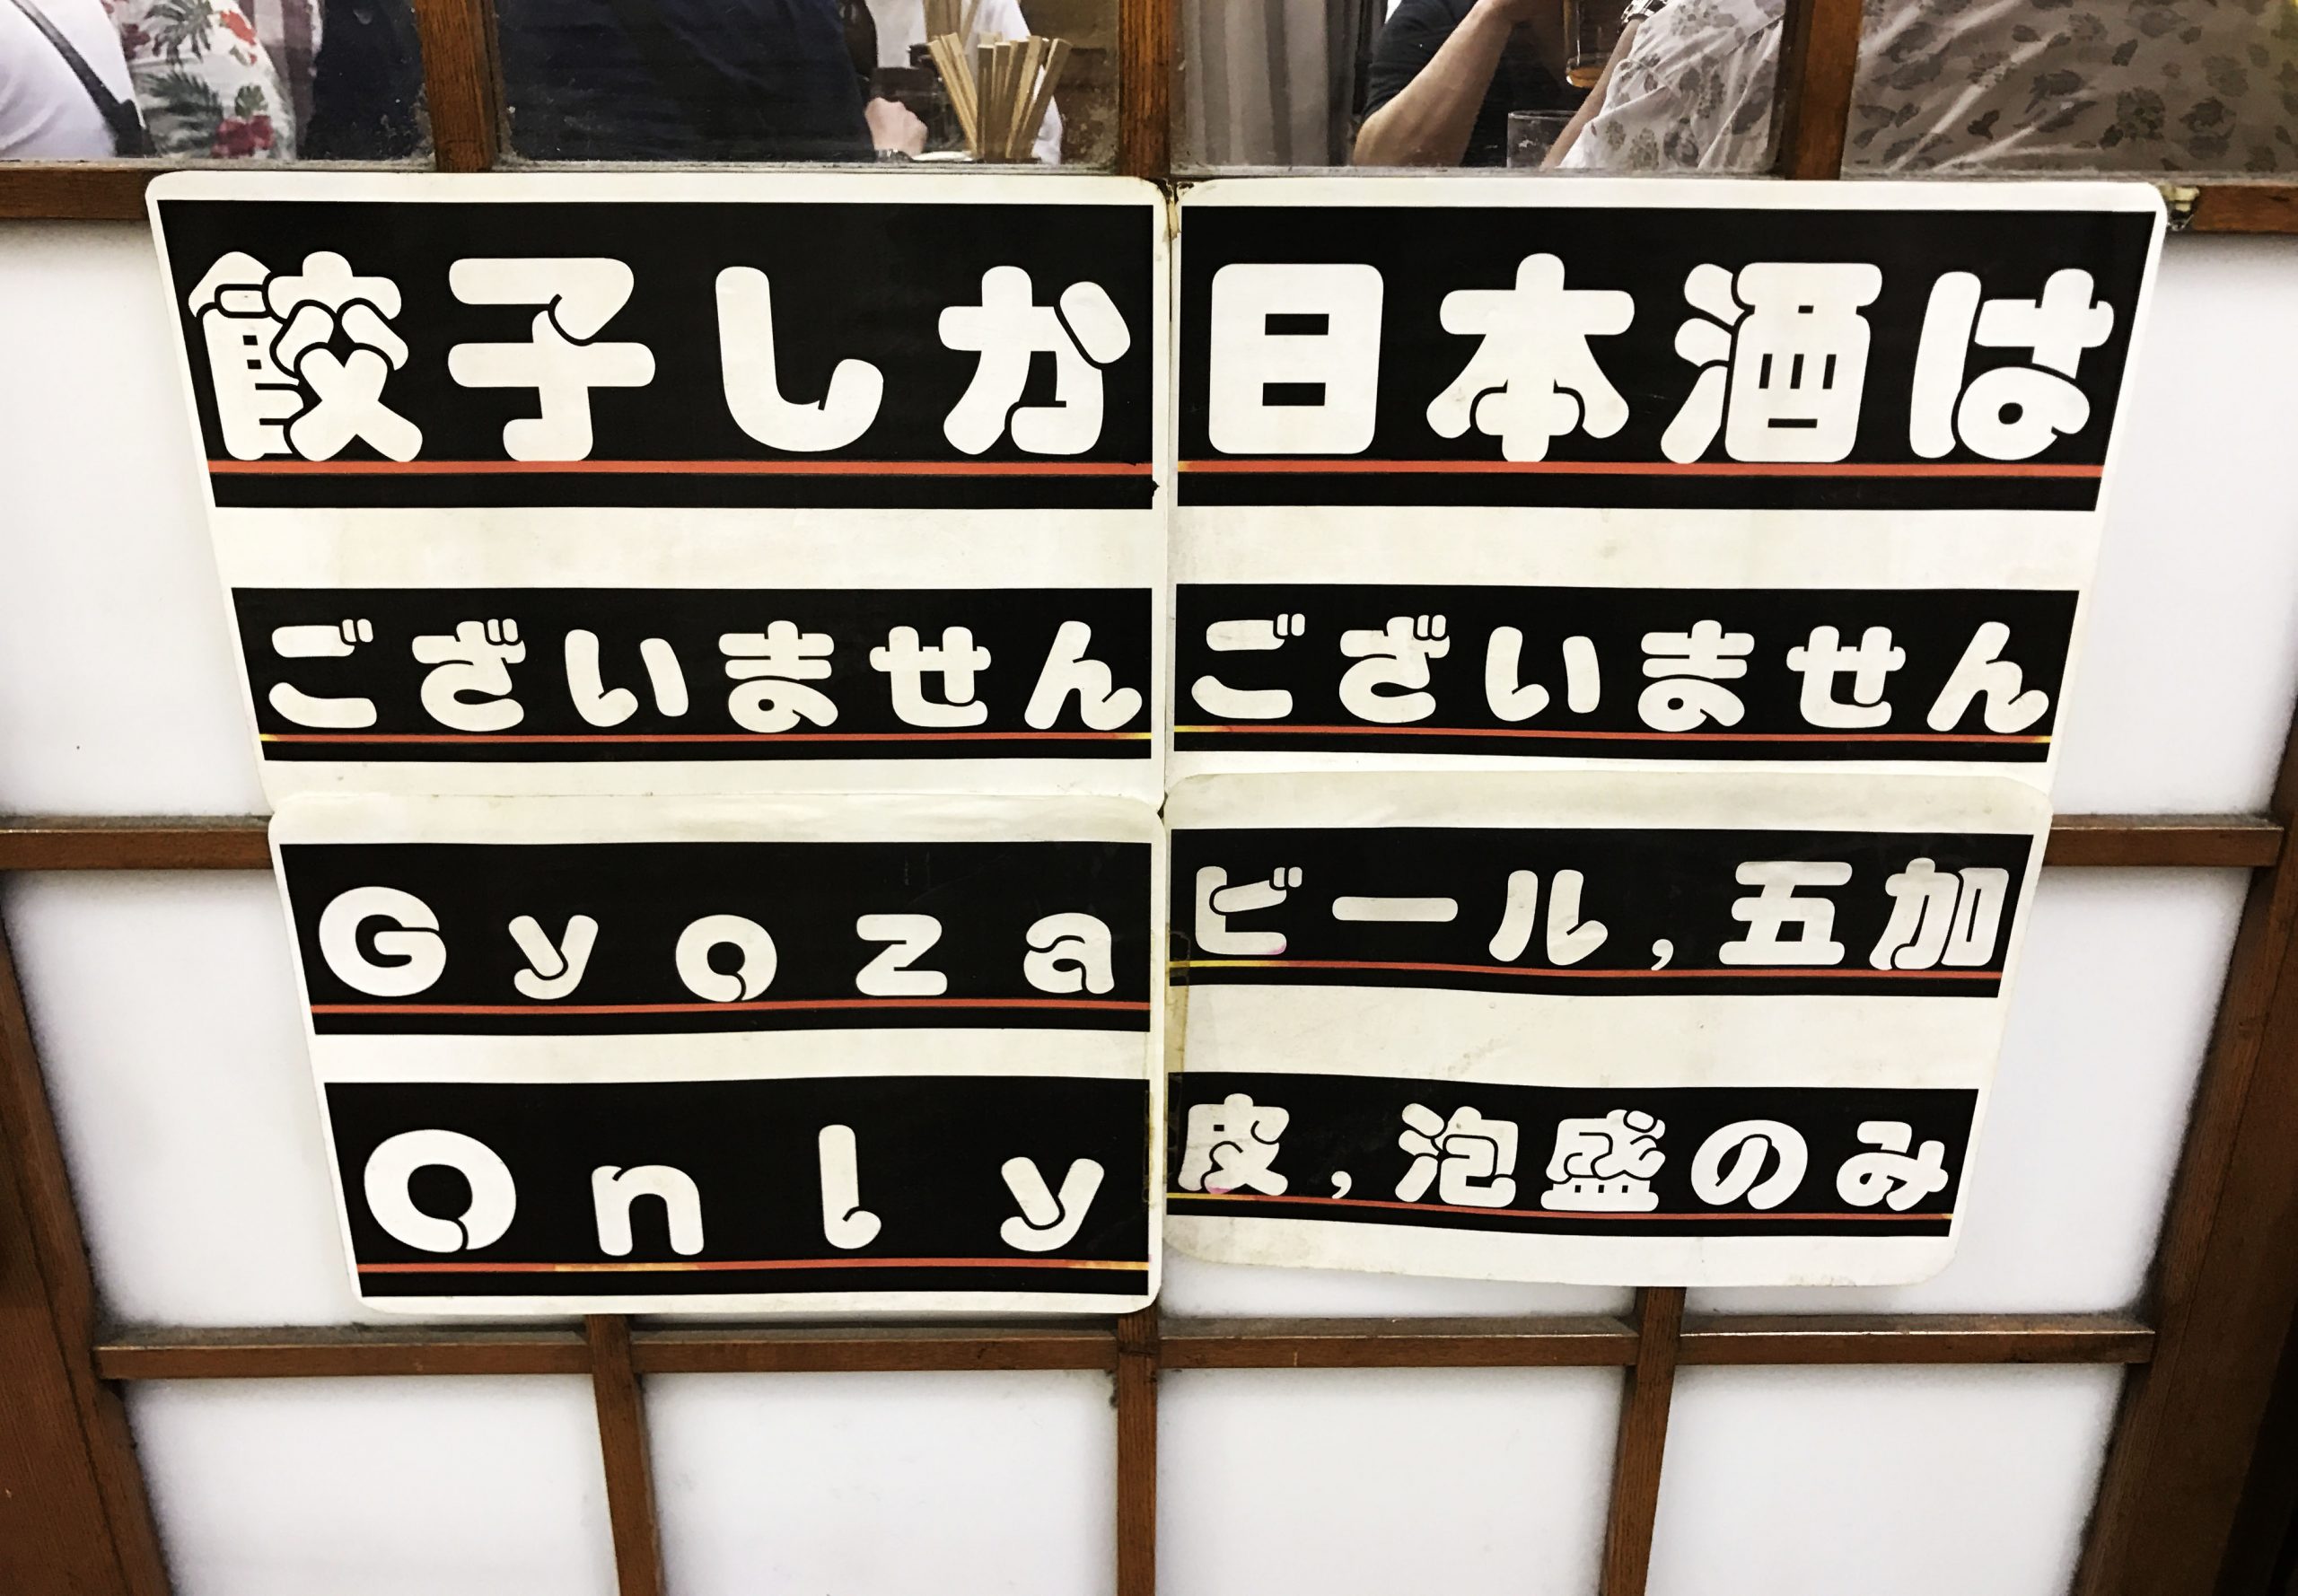 餃子しか
ございません
Gyoza
Only
日本酒は
ございません
ビール,五加
皮,泡盛のみ